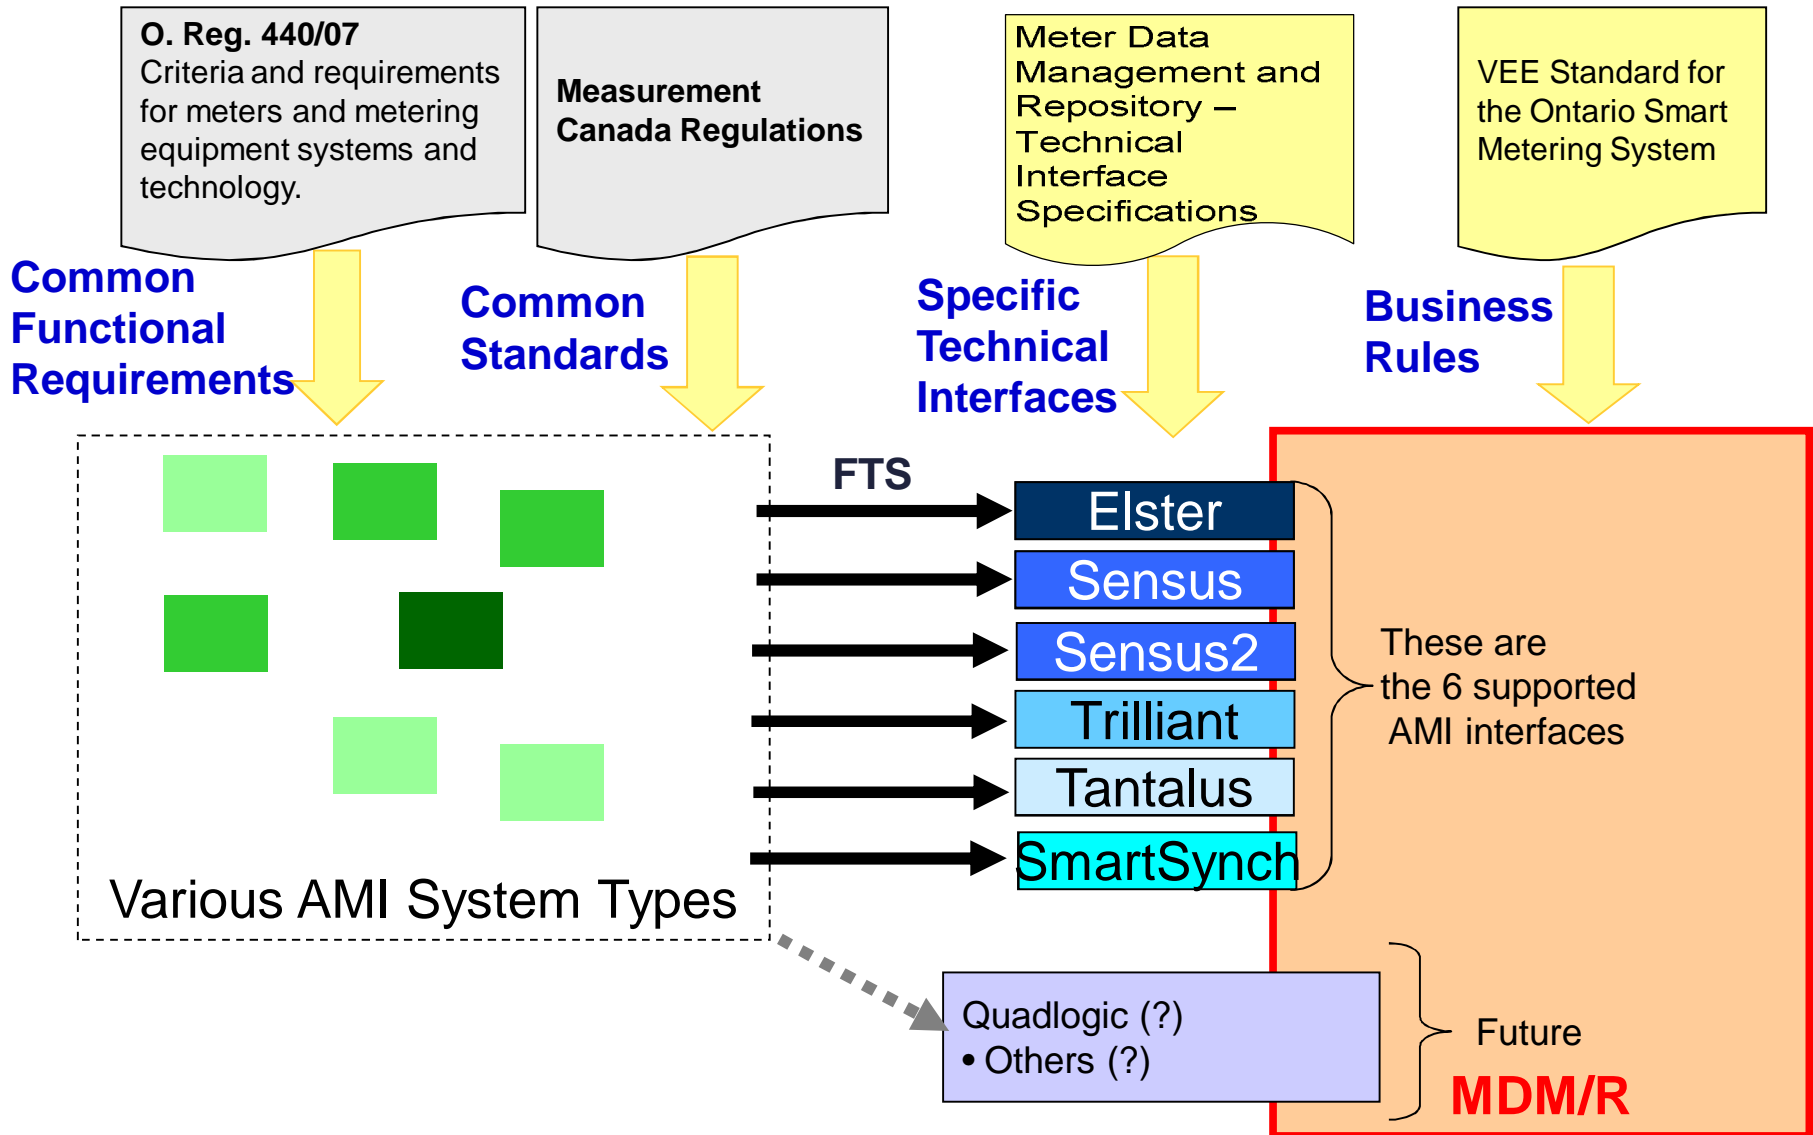 O. Reg. 440/07
Criteria and requirements
for meters and metering
equipment systems and
technology.
Measurement
Canada Regulations
Meter Data
Management and
Repository –
Technical
Interface
Specifications
VEE Standard for
the Ontario Smart
Metering System
Common
Functional
Requirements
Common
Standards
Specific
Technical
Interfaces
Business
Rules
FTS
Elster
Sensus
Sensus2
Trilliant
Tantalus
SmartSynch
These are
the 6 supported
AMI interfaces
Various AMI System Types
Quadlogic (?)
• Others (?)
Future
MDM/R